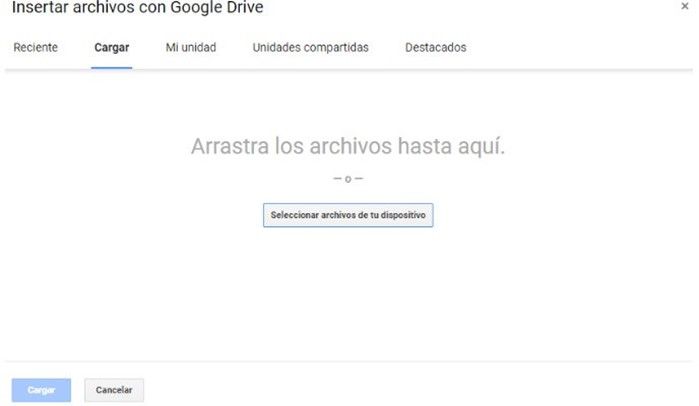 Insertar archivos con Google Drive ×
Reciente Cargar Mi unidad Unidades compartidas Destacados
Arrastra los archivos hasta aquí.
— o —
Seleccionar archivos de tu dispositivo
Cargar Cancelar